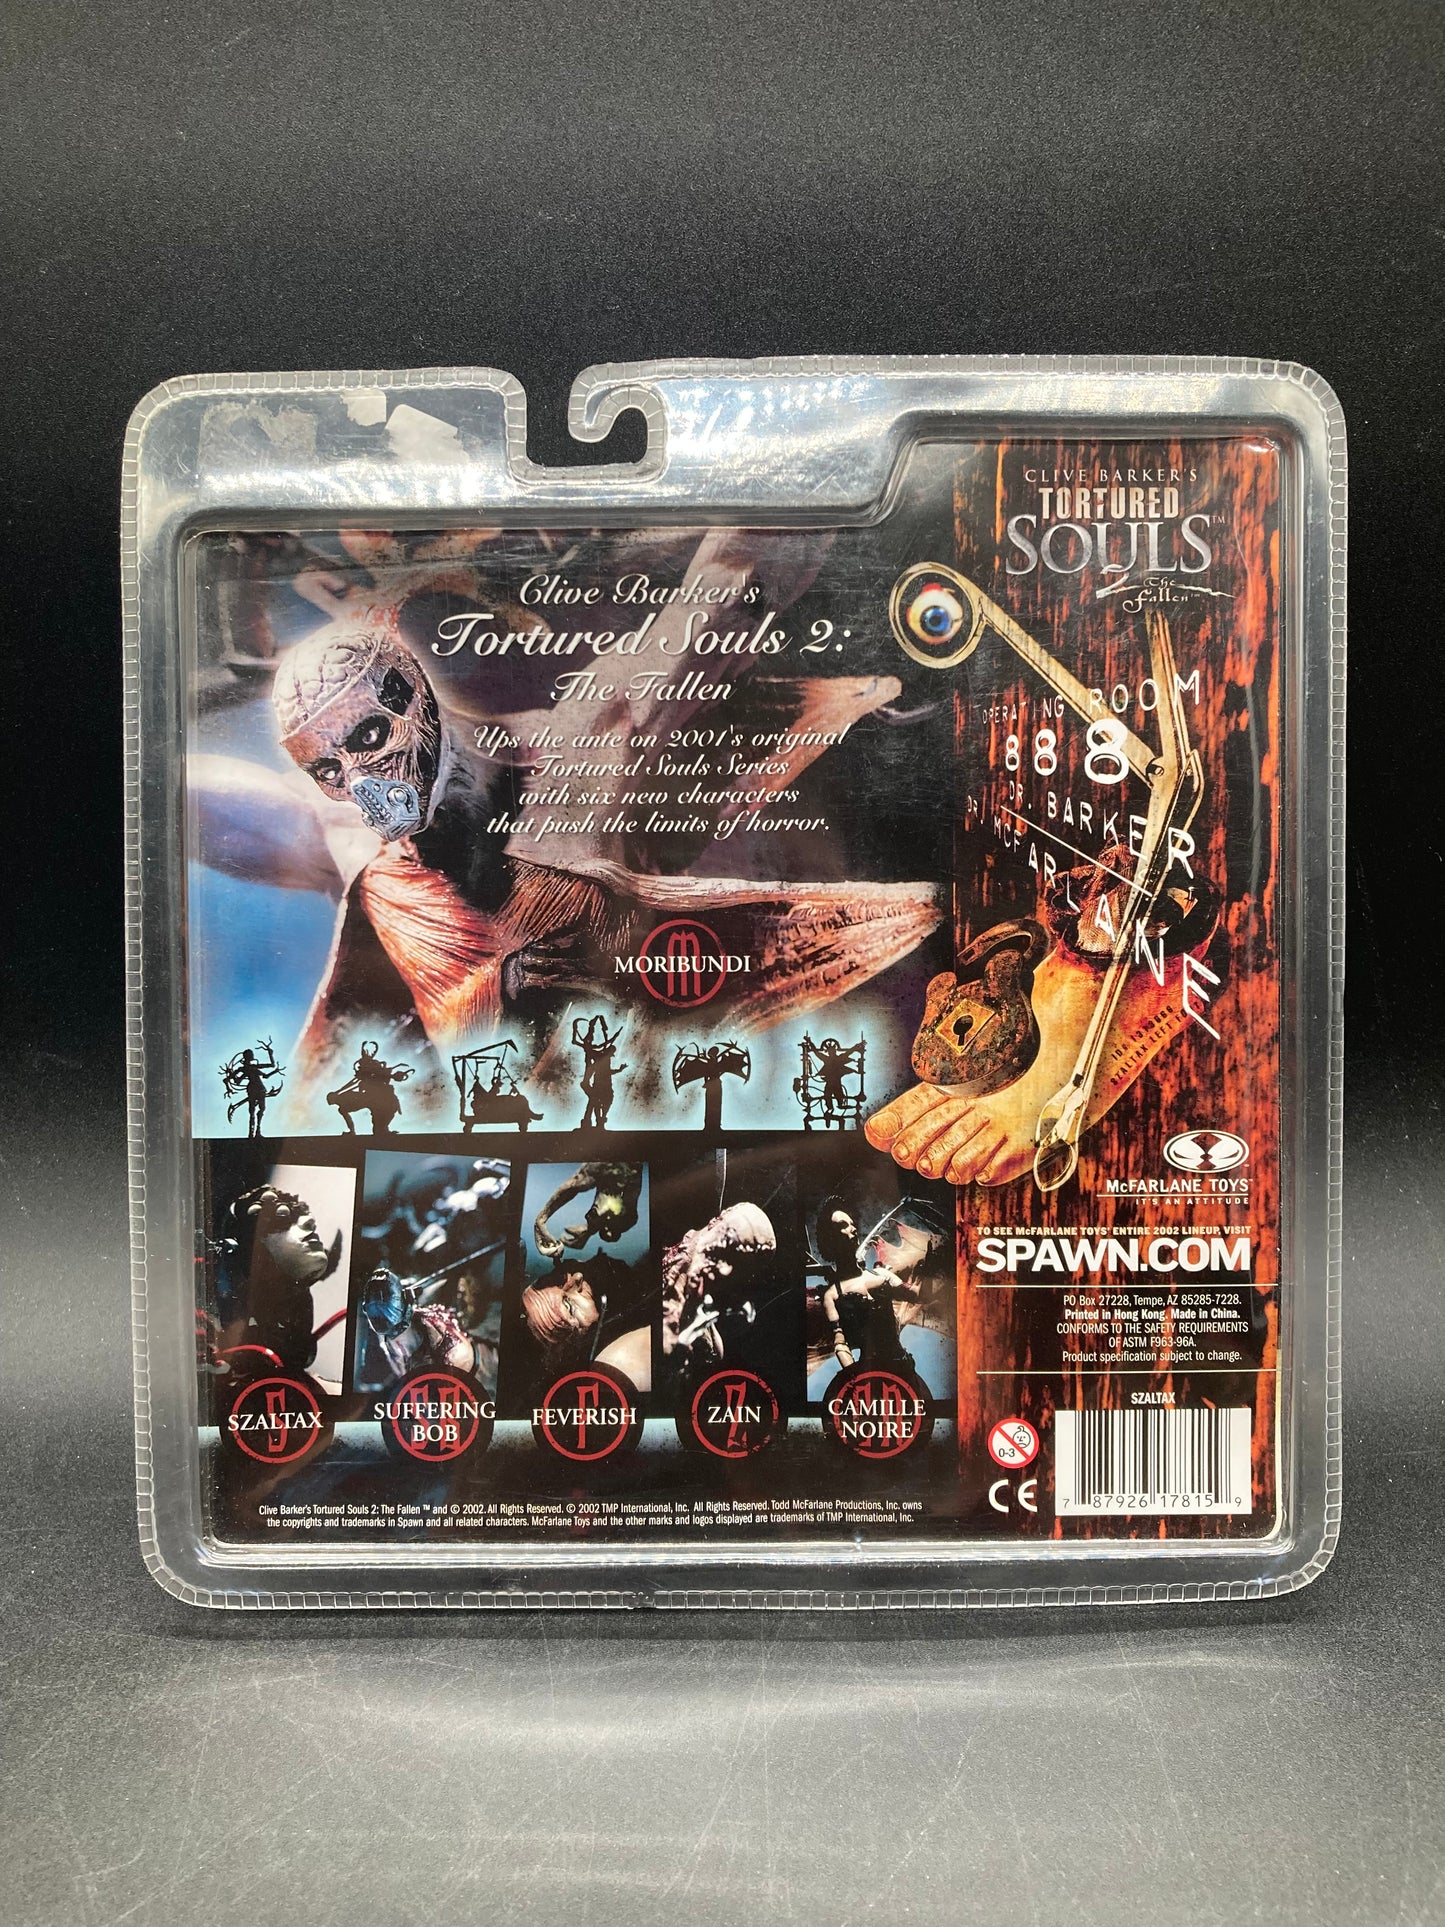 Clive Barker's
Tortured Souls 2:
The Fallen
Ups the ante on 2001's original
Tortured Souls Series
with six new characters
that push the limits of horror.
M
MORIBUNDI
S
SZALTAX
SUFFERING
BOB
F
FEVERISH
Z
ZAIN
CAMILLE
NOIRE
Clive Barker's Tortured Souls 2: The Fallen ™ and © 2002. All Rights Reserved. © 2002 TMP International, Inc. All Rights Reserved. Todd McFarlane Productions, Inc. owns
the copyrights and trademarks in Spawn and all related characters. McFarlane Toys and the other marks and logos displayed are trademarks of TMP International, Inc.
CLIVE BARKER'S
TORTURED
SOULS™
The
Fallen™
OPERATING ROOM
888
DR. BARKER
DR. MCFARLANE
SZALTAX LEFT
McFARLANE TOYS™
IT'S AN ATTITUDE
TO SEE McFARLANE TOYS' ENTIRE 2002 LINEUP, VISIT
SPAWN.COM
PO Box 27228, Tempe, AZ 85285-7228.
Printed in Hong Kong. Made in China.
CONFORMS TO THE SAFETY REQUIREMENTS
OF ASTM F963-96A.
Product specification subject to change.
SZALTAX
0-3
CE
7 87926 17815 9